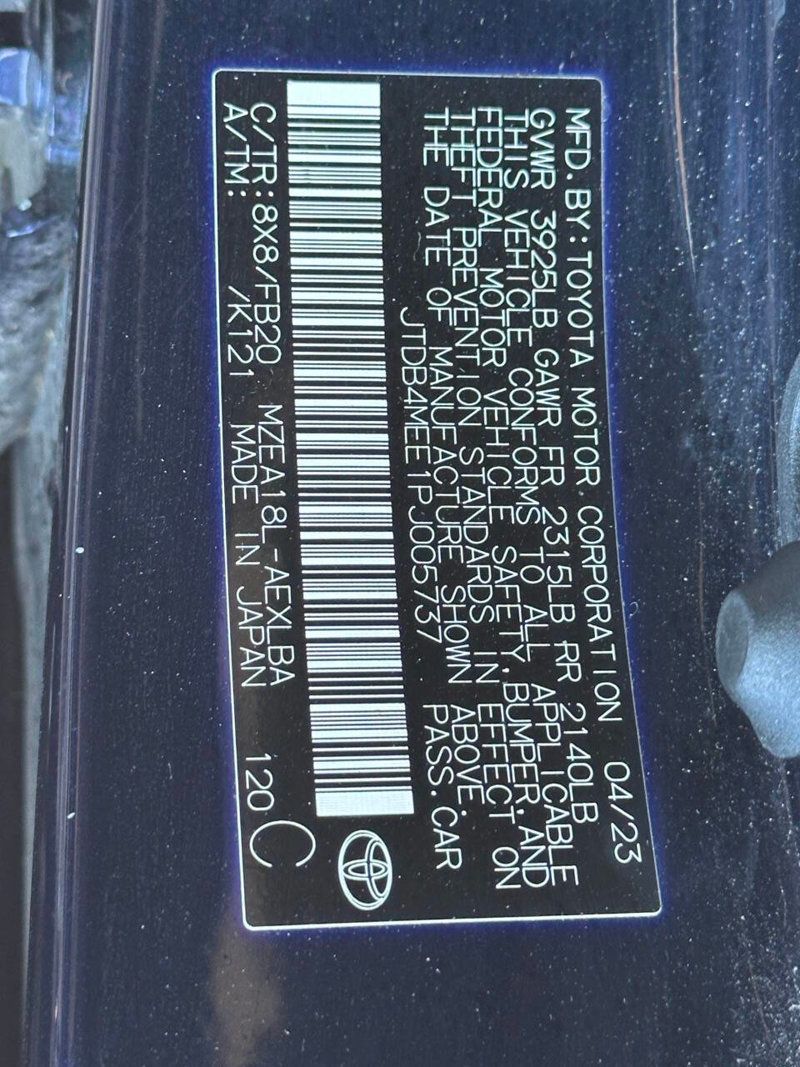 MFD. BY: TOYOTA MOTOR CORPORATION 04/23
GVWR 3925LB GAWR FR 2315LB RR 2140LB
THIS VEHICLE CONFORMS TO ALL APPLICABLE
FEDERAL MOTOR VEHICLE SAFETY, BUMPER, AND
THEFT PREVENTION STANDARDS IN EFFECT ON
THE DATE OF MANUFACTURE SHOWN ABOVE.
JTDB4MEE1PJ005737 PASS. CAR
C/TR: 8X8/FB20 MZEA18L-AEXLBA 120 C
A/TM: /K121 MADE IN JAPAN